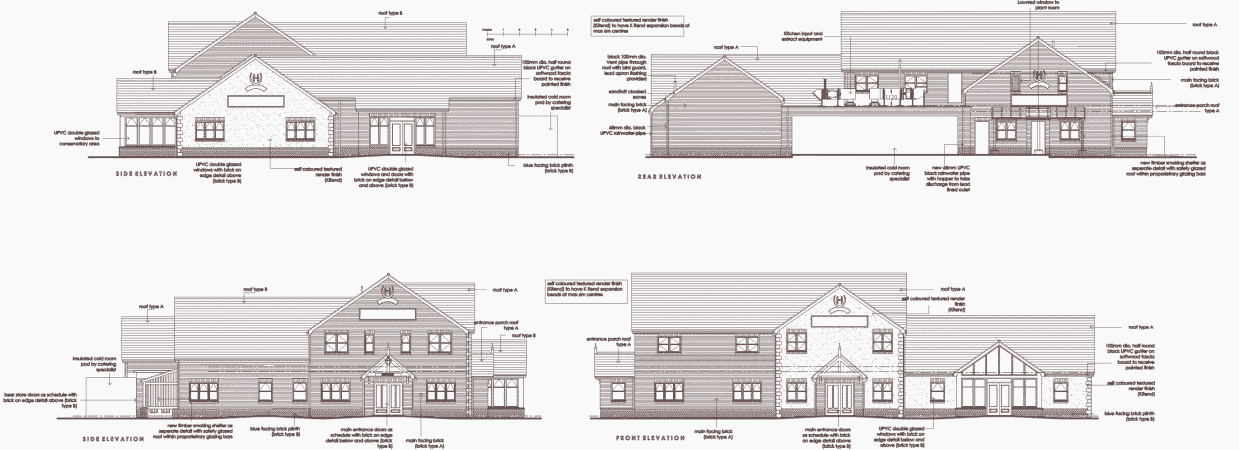 roof type B
roof type A
100mm dia. half round
black UPVC gutter on
softwood fascia
board to receive
painted finish
insulated cold room
pod by catering
specialist
roof type B
UPVC double glazed
windows to
conservatory area
SIDE ELEVATION
UPVC double glazed
windows with brick on
edge detail above
(brick type B)
self coloured textured
render finish
(KRend)
UPVC double glazed
windows and doors with
brick on edge detail below
and above (brick type B)
blue facing brick plinth
(brick type B)
self coloured textured render finish
(KRend) to have K Rend expansion beads at
max 6m centres
Louvred window to
plant room
roof type A
Kitchen input and
extract equipment
roof type A
black 100mm dia.
Vent pipe through
roof with bird guard,
lead apron flashing
provided
sandtoft cloaked
eaves
main facing brick
(brick type A)
68mm dia. black
UPVC rainwater pipe
100mm dia. half round black
UPVC gutter on softwood
fascia board to receive
painted finish
main facing brick
(brick type A)
entrance porch roof
type A
REAR ELEVATION
insulated cold room
pod by catering
specialist
new 68mm UPVC
black rainwater pipe
with hopper to take
discharge from lead
lined outlet
new timber smoking shelter as
seperate detail with safety glazed
roof within proporietrary glazing bars
roof type B
roof type A
roof type A
entrance porch roof
type A
roof type B
insulated cold room
pod by catering
specialist
beer store doors as schedule with
brick on edge detail above (brick
type B)
SIDE ELEVATION
new timber smoking shelter as
seperate detail with safety glazed
roof within proporietrary glazing bars
blue facing brick plinth
(brick type B)
main entrance doors as
schedule with brick on edge
detail below and above (brick
type B)
main facing brick
(brick type A)
self coloured textured render finish
(KRend) to have K Rend expansion
beads at max 6m centres
roof type A
self coloured textured render
finish
(KRend)
entrance porch roof
type A
roof type A
100mm dia. half round
black UPVC gutter on
softwood fascia
board to receive
painted finish
self coloured textured
render finish
(KRend)
blue facing brick plinth
(brick type B)
FRONT ELEVATION
main facing brick
(brick type A)
main entrance doors
as schedule with brick
on edge detail above
(brick type B)
UPVC double glazed
windows with brick on
edge detail below and
above (brick type B)